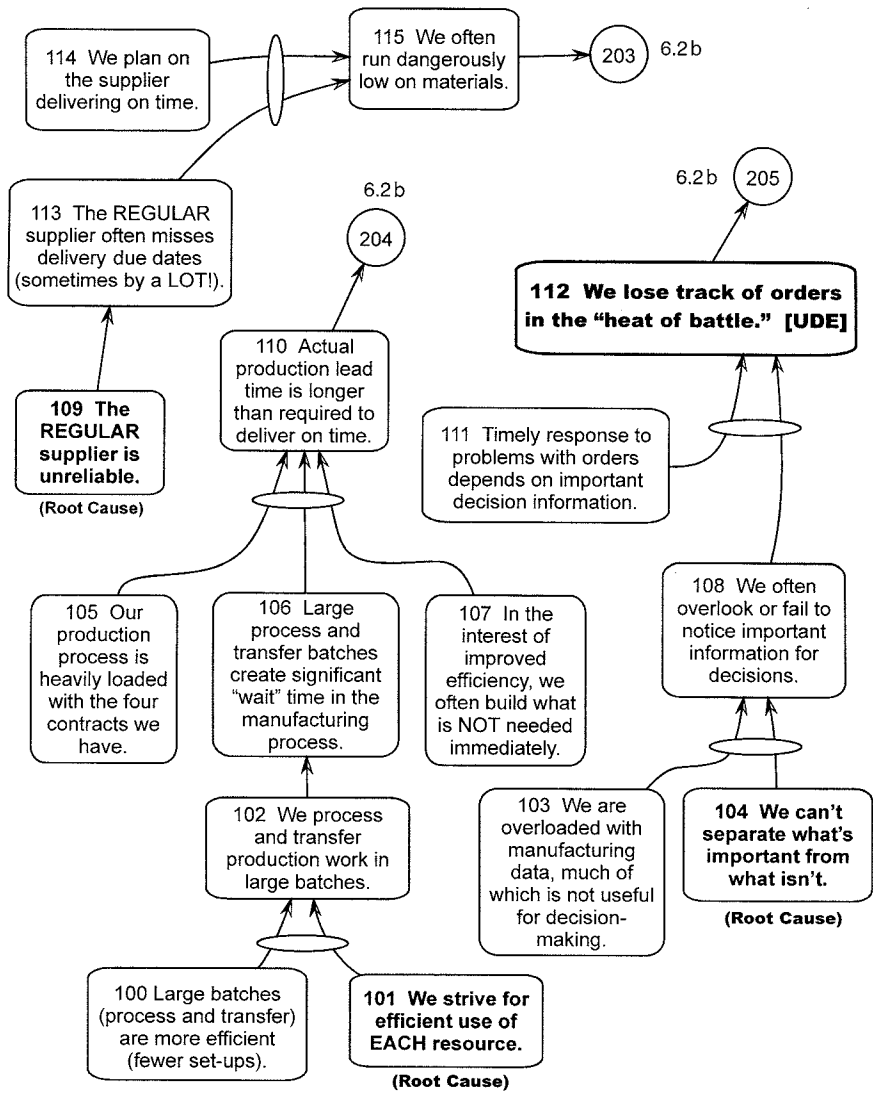 114 We plan on
the supplier
delivering on time.
115 We often
run dangerously
low on materials.
203
6.2b
113 The REGULAR
supplier often misses
delivery due dates
(sometimes by a LOT!).
6.2b
204
6.2b
205
112 We lose track of orders
in the “heat of battle.” [UDE]
110 Actual
production lead
time is longer
than required to
deliver on time.
109 The
REGULAR
supplier is
unreliable.
(Root Cause)
111 Timely response to
problems with orders
depends on important
decision information.
105 Our
production
process is
heavily loaded
with the four
contracts we
have.
106 Large
process and
transfer batches
create significant
“wait” time in the
manufacturing
process.
107 In the
interest of
improved
efficiency, we
often build what
is NOT needed
immediately.
108 We often
overlook or fail to
notice important
information for
decisions.
102 We process
and transfer
production work in
large batches.
103 We are
overloaded with
manufacturing
data, much of
which is not useful
for decision-
making.
104 We can’t
separate what’s
important from
what isn’t.
(Root Cause)
100 Large batches
(process and transfer)
are more efficient
(fewer set-ups).
101 We strive for
efficient use of
EACH resource.
(Root Cause)